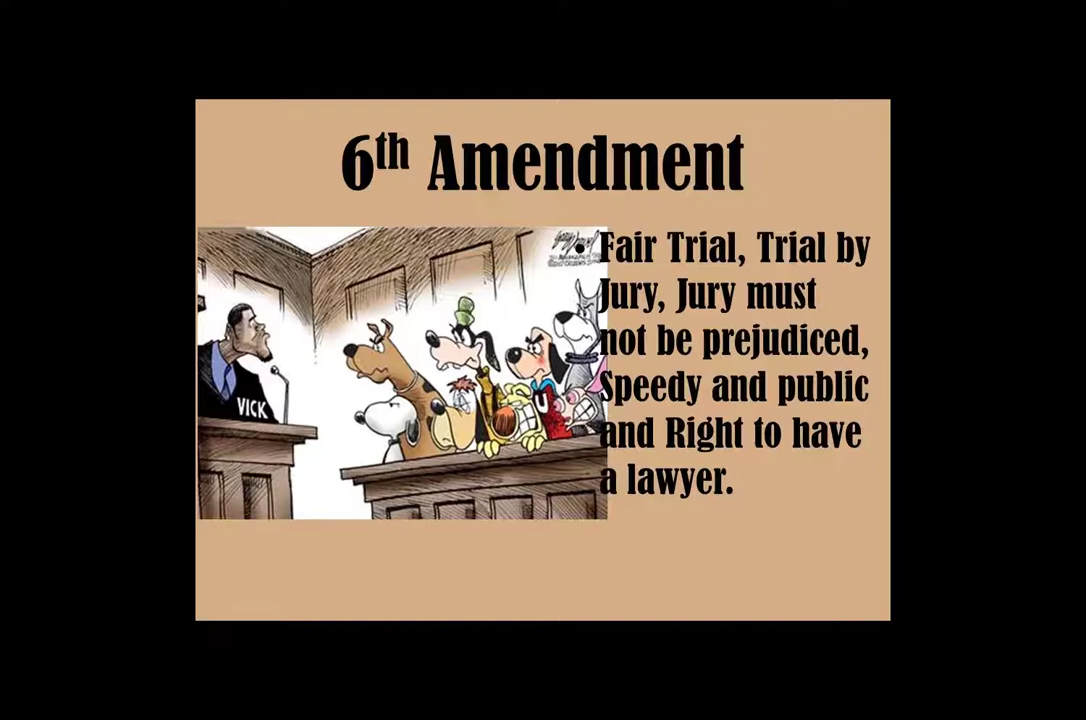 6th Amendment
• Fair Trial, Trial by
Jury, Jury must
not be prejudiced,
Speedy and public
and Right to have
a lawyer.
VICK
U